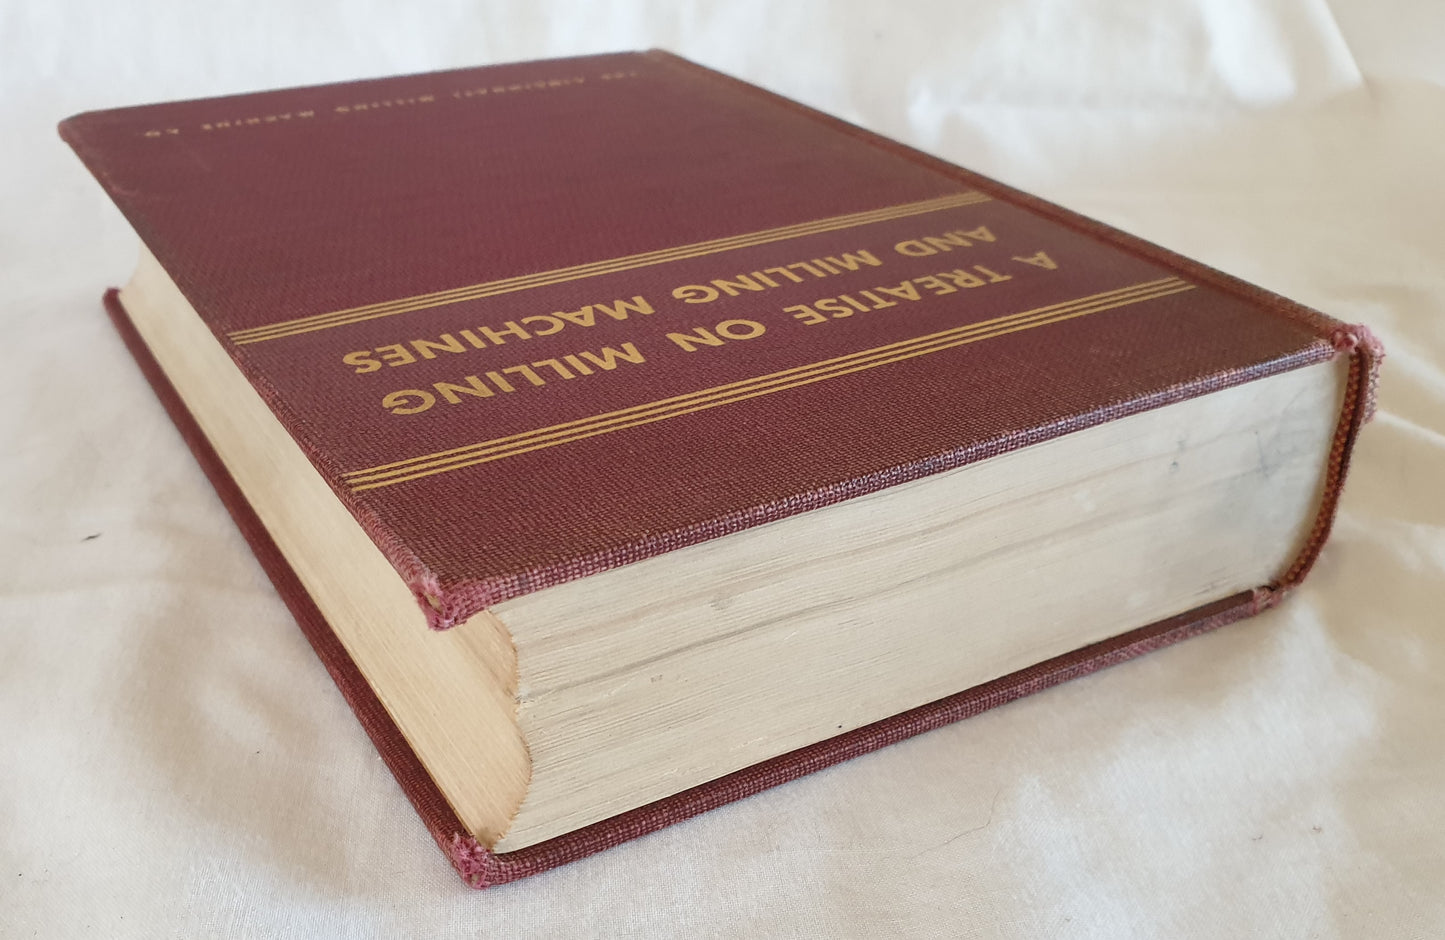 A TREATISE ON MILLING
AND MILLING MACHINES
THE CINCINNATI MILLING MACHINE CO